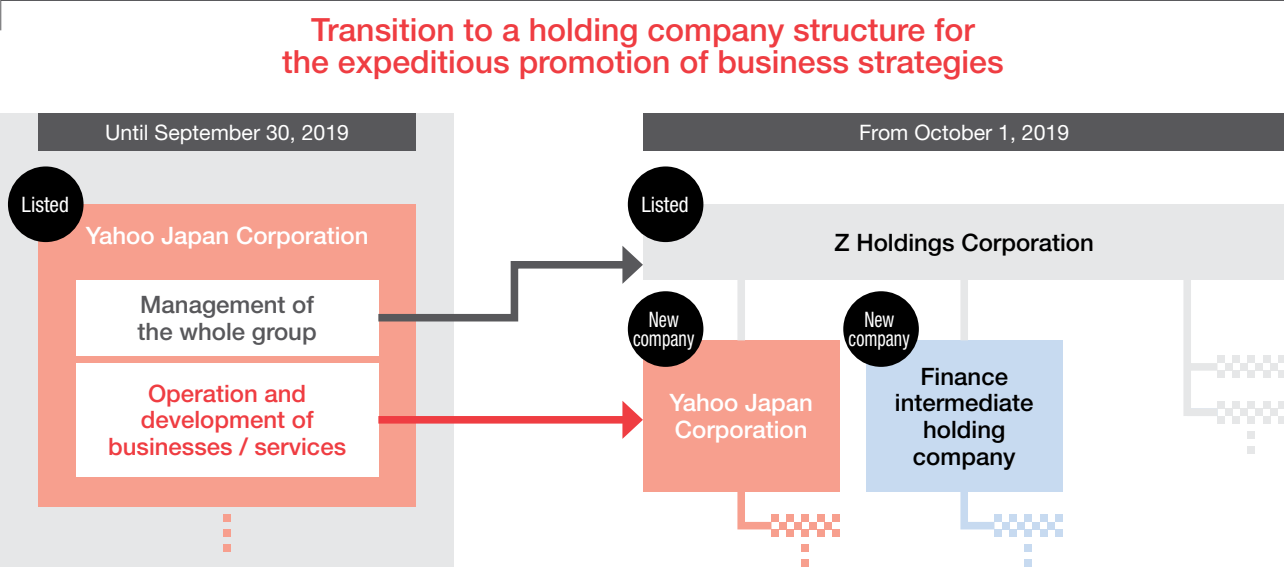 Transition to a holding company structure for
the expeditious promotion of business strategies
Until September 30, 2019
Listed
Yahoo Japan Corporation
Management of
the whole group
Operation and
development of
businesses / services
From October 1, 2019
Listed
Z Holdings Corporation
New
company
Yahoo Japan
Corporation
New
company
Finance
intermediate
holding
company